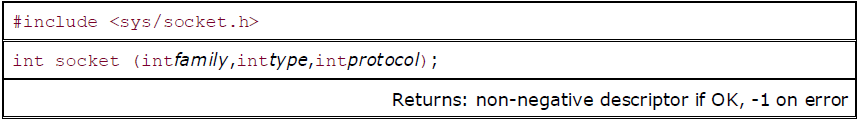 #include <sys/socket.h>
int socket (intfamily,inttype,intprotocol);
Returns: non-negative descriptor if OK, -1 on error